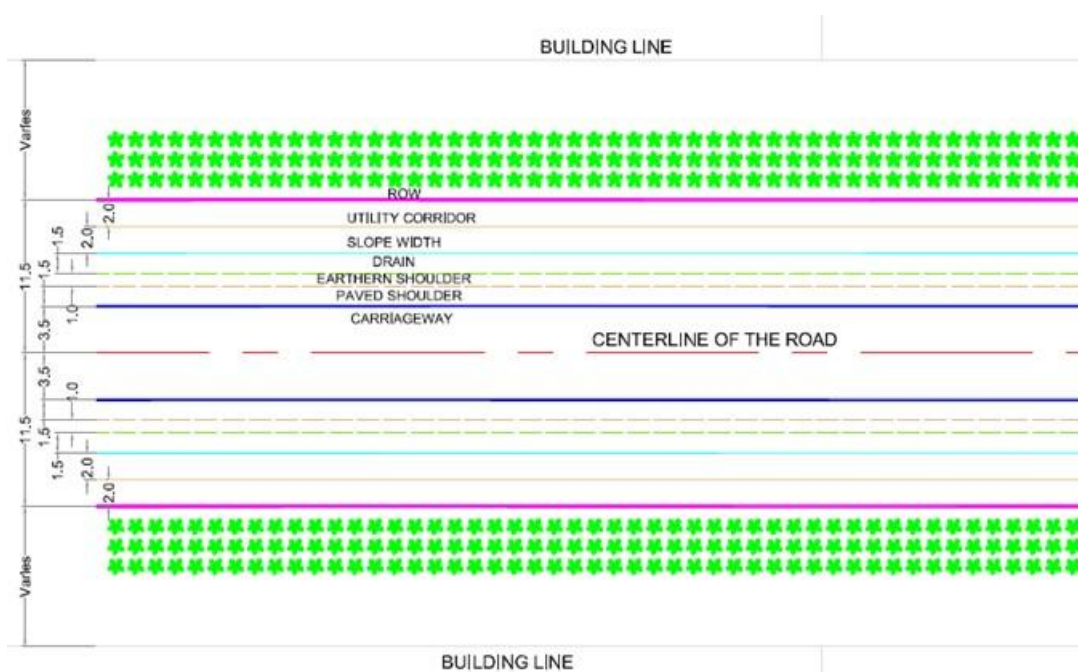 BUILDING LINE
Varies
ROW
2.0
UTILITY CORRIDOR
2.0
1.5
SLOPE WIDTH
DRAIN
1.5
EARTHERN SHOULDER
11.5
PAVED SHOULDER
1.0
CARRIAGEWAY
3.5
CENTERLINE OF THE ROAD
3.5
1.0
11.5
1.5
1.5
2.0
2.0
Varies
BUILDING LINE